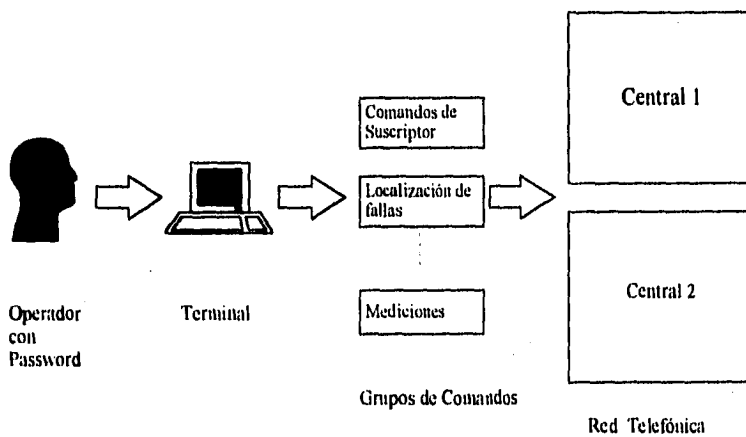 Comandos de
Suscriptor
Localización de
fallas
Mediciones
Central 1
Central 2
Operador
con
Password
Terminal
Grupos de Comandos
Red Telefónica